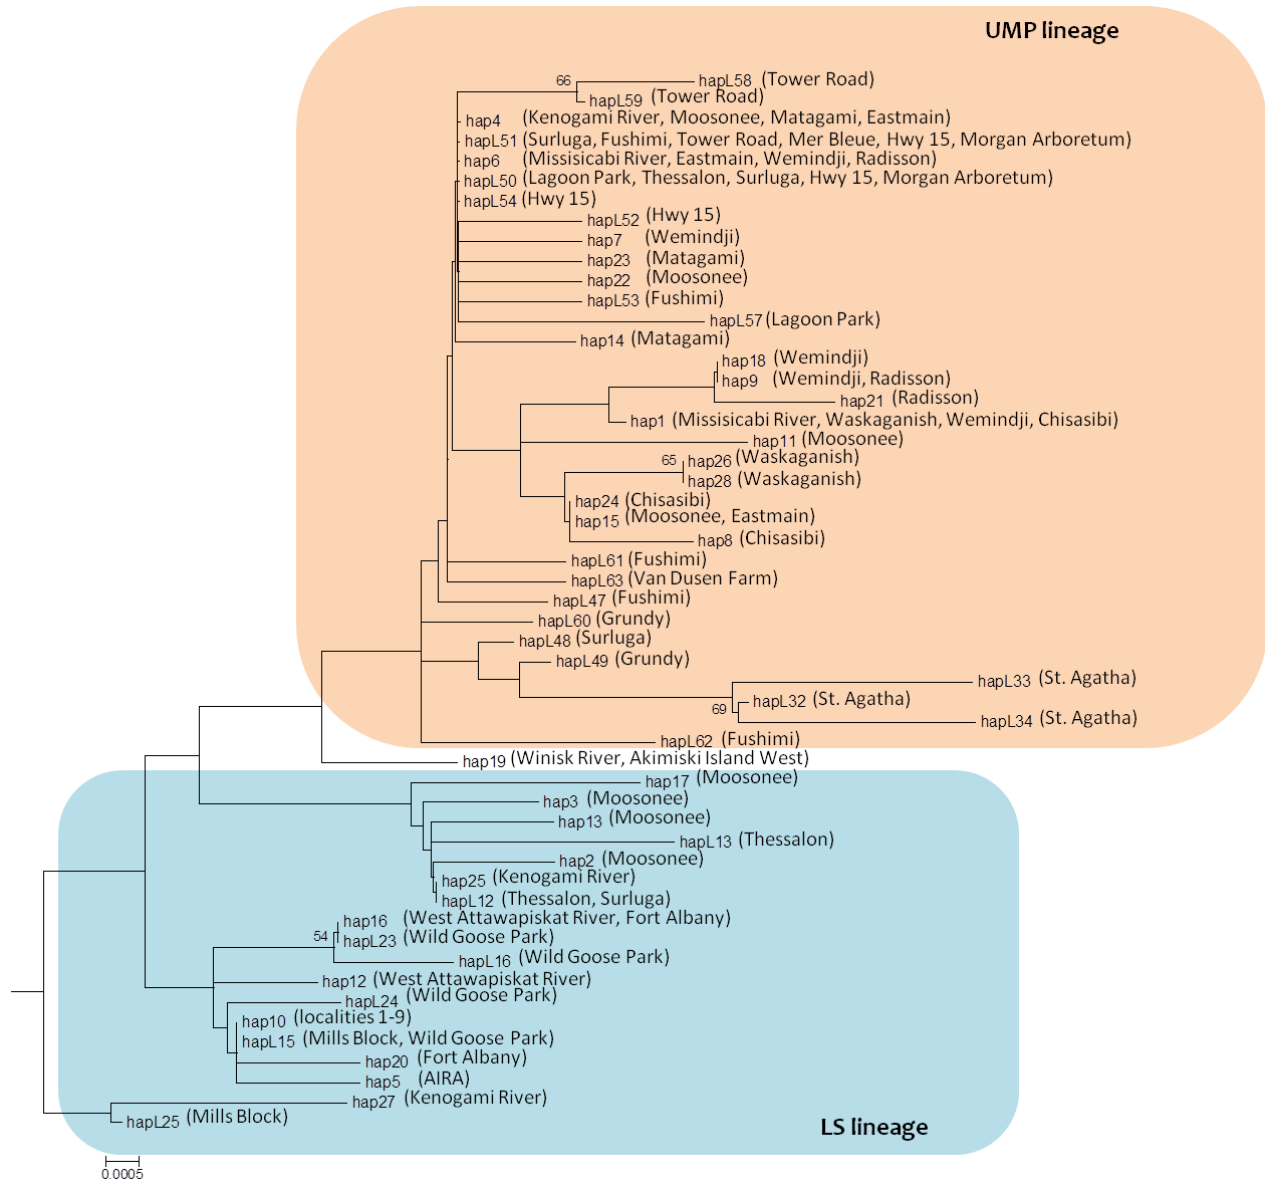 UMP lineage
66
hapL58 (Tower Road)
hapL59 (Tower Road)
hap4 (Kenogami River, Moosonee, Matagami, Eastmain)
hapL51 (Surluga, Fushimi, Tower Road, Mer Bleue, Hwy 15, Morgan Arboretum)
hap6 (Missisicabi River, Eastmain, Wemindji, Radisson)
hapL50 (Lagoon Park, Thessalon, Surluga, Hwy 15, Morgan Arboretum)
hapL54 (Hwy 15)
hapL52 (Hwy 15)
hap7 (Wemindji)
hap23 (Matagami)
hap22 (Moosonee)
hapL53 (Fushimi)
hapL57 (Lagoon Park)
hap14 (Matagami)
hap18 (Wemindji)
hap9 (Wemindji, Radisson)
hap21 (Radisson)
hap1 (Missisicabi River, Waskaganish, Wemindji, Chisasibi)
hap11 (Moosonee)
65 hap26 (Waskaganish)
hap28 (Waskaganish)
hap24 (Chisasibi)
hap15 (Moosonee, Eastmain)
hap8 (Chisasibi)
hapL61 (Fushimi)
hapL63 (Van Dusen Farm)
hapL47 (Fushimi)
hapL60 (Grundy)
hapL48 (Surluga)
hapL49 (Grundy)
hapL33 (St. Agatha)
69 hapL32 (St. Agatha)
hapL34 (St. Agatha)
hapL62 (Fushimi)
hap19 (Winisk River, Akimiski Island West)
hap17 (Moosonee)
hap3 (Moosonee)
hap13 (Moosonee)
hapL13 (Thessalon)
hap2 (Moosonee)
hap25 (Kenogami River)
hapL12 (Thessalon, Surluga)
hap16 (West Attawapiskat River, Fort Albany)
54 hapL23 (Wild Goose Park)
hapL16 (Wild Goose Park)
hap12 (West Attawapiskat River)
hapL24 (Wild Goose Park)
hap10 (localities 1-9)
hapL15 (Mills Block, Wild Goose Park)
hap20 (Fort Albany)
hap5 (AIRA)
hap27 (Kenogami River)
hapL25 (Mills Block)
LS lineage
0.0005